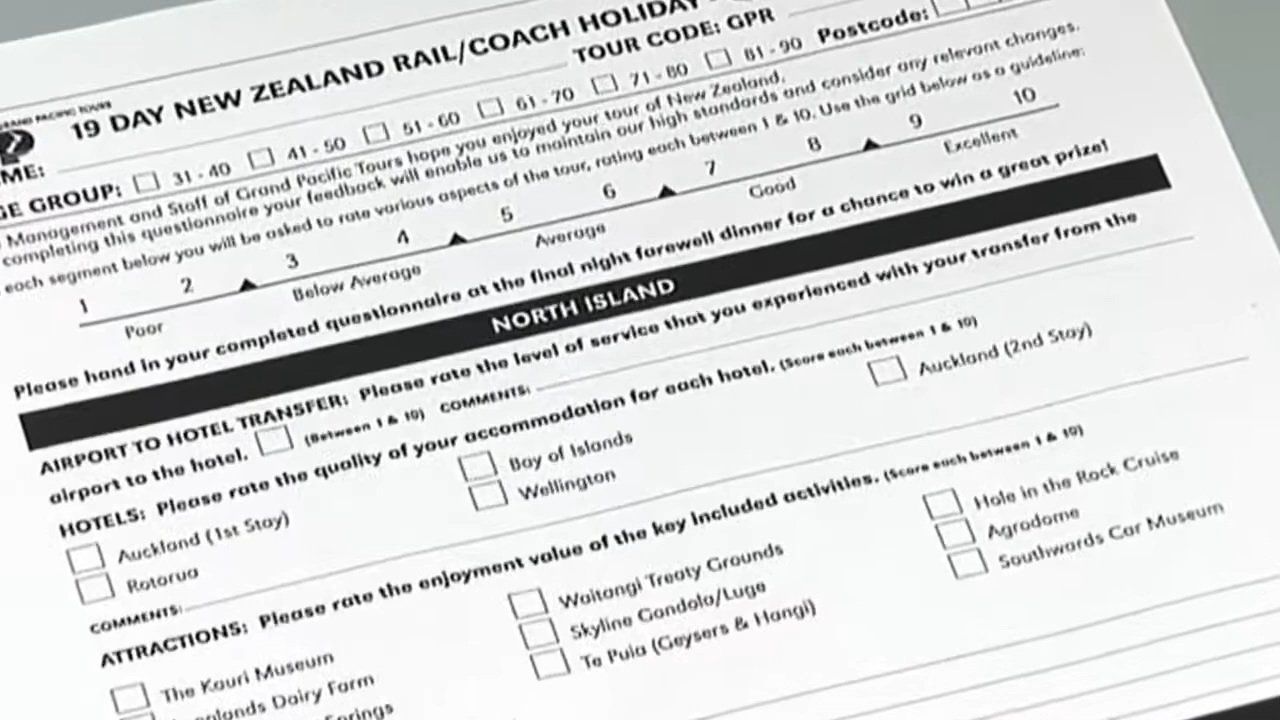 GRAND PACIFIC TOURS
19 DAY NEW ZEALAND RAIL/COACH HOLIDAY
TOUR CODE: GPR
ME: Postcode:
GE GROUP: 31 - 40 41 - 50 51 - 60 61 - 70 71 - 80 81 - 90
Management and Staff of Grand Pacific Tours hope you enjoyed your tour of New Zealand.
completing this questionnaire your feedback will enable us to maintain our high standards and consider any relevant changes.
each segment below you will be asked to rate various aspects of the tour, rating each between 1 & 10. Use the grid below as a guideline:
1 2 3 4 5 6 7 8 9 10
Poor Below Average Average Good Excellent
Please hand in your completed questionnaire at the final night farewell dinner for a chance to win a great prize!
NORTH ISLAND
AIRPORT TO HOTEL TRANSFER: Please rate the level of service that you experienced with your transfer from the
airport to the hotel. (Between 1 & 10) COMMENTS:
HOTELS: Please rate the quality of your accommodation for each hotel. (Score each between 1 & 10)
Auckland (1st Stay) Bay of Islands Auckland (2nd Stay)
Rotorua Wellington
COMMENTS:
ATTRACTIONS: Please rate the enjoyment value of the key included activities. (Score each between 1 & 10)
The Kauri Museum Waitangi Treaty Grounds Hole in the Rock Cruise
Dairy Farm Skyline Gondola/Luge Agrodome
Springs Te Puia (Geysers & Hangi) Southwards Car Museum